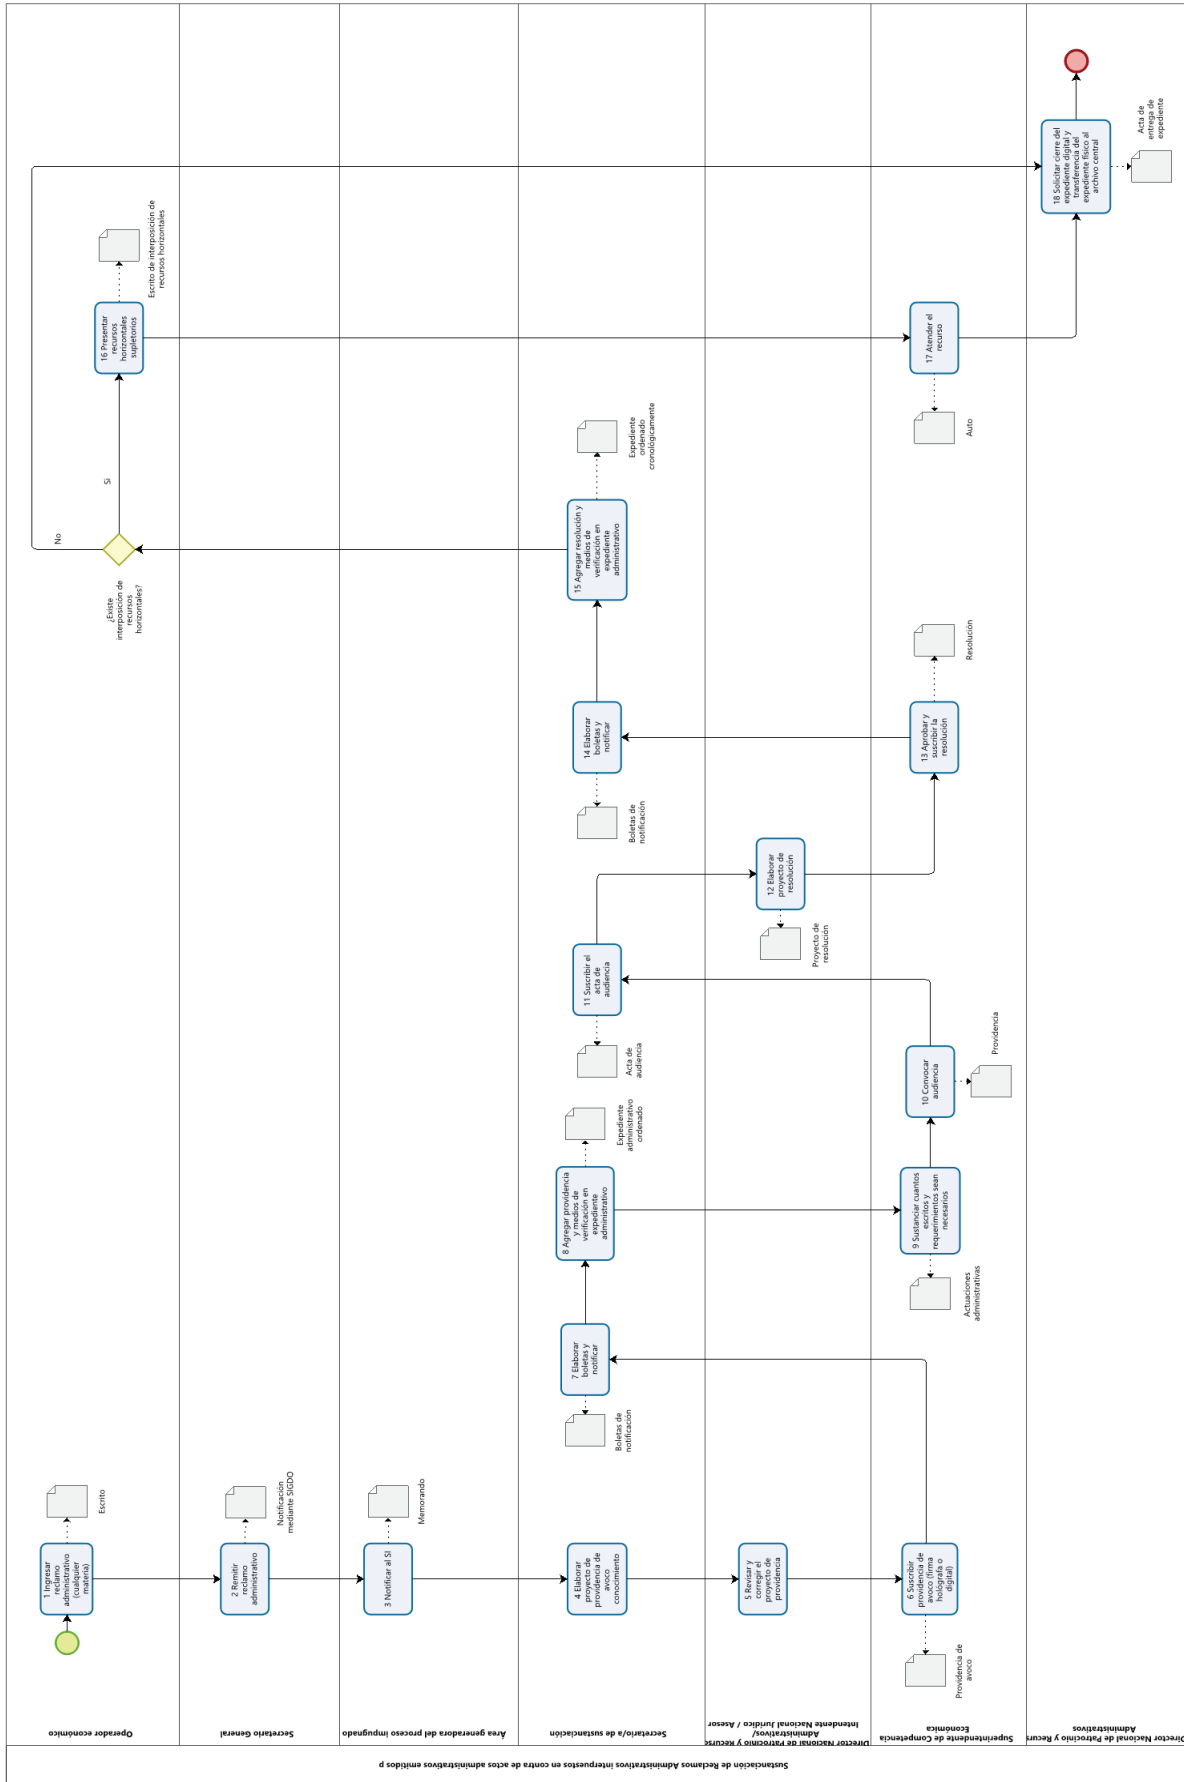 Sustanciación de Reclamos Administrativos interpuestos en contra de actos administrativos emitidos p
Operador económico
Secretario General
Área generadora del proceso impugnado
Secretario/a de sustanciación
Director Nacional de Patrocinio y Recurs
Administrativos/
Intendente Nacional Jurídico / Asesor
Superintendente de Competencia
Económica
Director Nacional de Patrocinio y Recurs
Administrativos
1 Ingresar
reclamo
administrativo
(cualquier
materia)
Escrito
2 Remitir
reclamo
administrativo
Notificación
mediante SIGDO
3 Notificar al SI
Memorando
4 Elaborar
proyecto de
providencia de
avoco
conocimiento
5 Revisar y
corregir el
proyecto de
providencia
6 Suscribir
providencia de
avoco (firma
hológrafa o
digital)
Providencia de
avoco
7 Elaborar
boletas y
notificar
Boletas de
notificación
8 Agregar providencia
y medios de
verificación en
expediente
administrativo
Expediente
administrativo
ordenado
9 Sustanciar cuantos
escritos y
requerimientos sean
necesarios
Actuaciones
administrativas
10 Convocar
audiencia
Providencia
11 Suscribir el
acta de
audiencia
Acta de
audiencia
12 Elaborar
proyecto de
resolución
Proyecto de
resolución
13 Aprobar y
suscribir la
resolución
Resolución
14 Elaborar
boletas y
notificar
Boletas de
notificación
15 Agregar resolución y
medios de
verificación en
expediente
administrativo
Expediente
ordenado
cronológicamente
¿Existe
interposición de
recursos
horizontales?
No
Si
16 Presentar
recursos
horizontales
supletorios
Escrito de interposición de
recursos horizontales
17 Atender el
recurso
Auto
18 Solicitar cierre del
expediente digital y
transferencia del
expediente físico al
archivo central
Acta de
entrega de
expediente